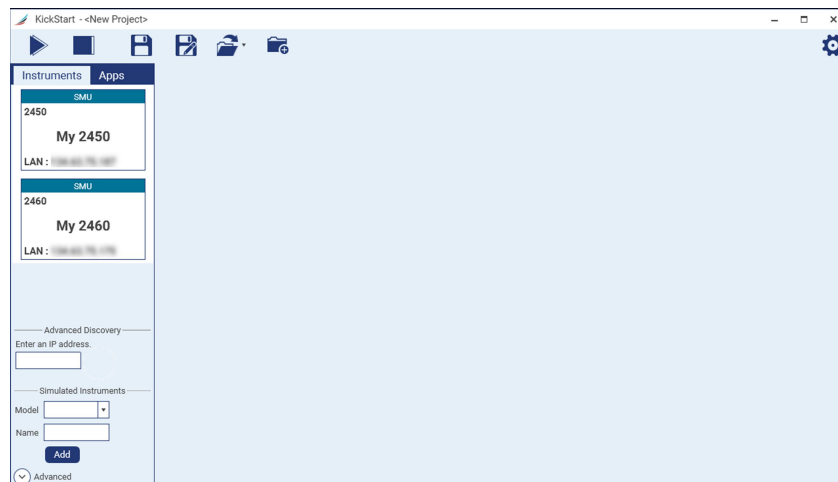 KickStart - <New Project>
Instruments Apps
SMU
2450
My 2450
LAN :
SMU
2460
My 2460
LAN :
Advanced Discovery
Enter an IP address.
Simulated Instruments
Model
Name
Add
Advanced